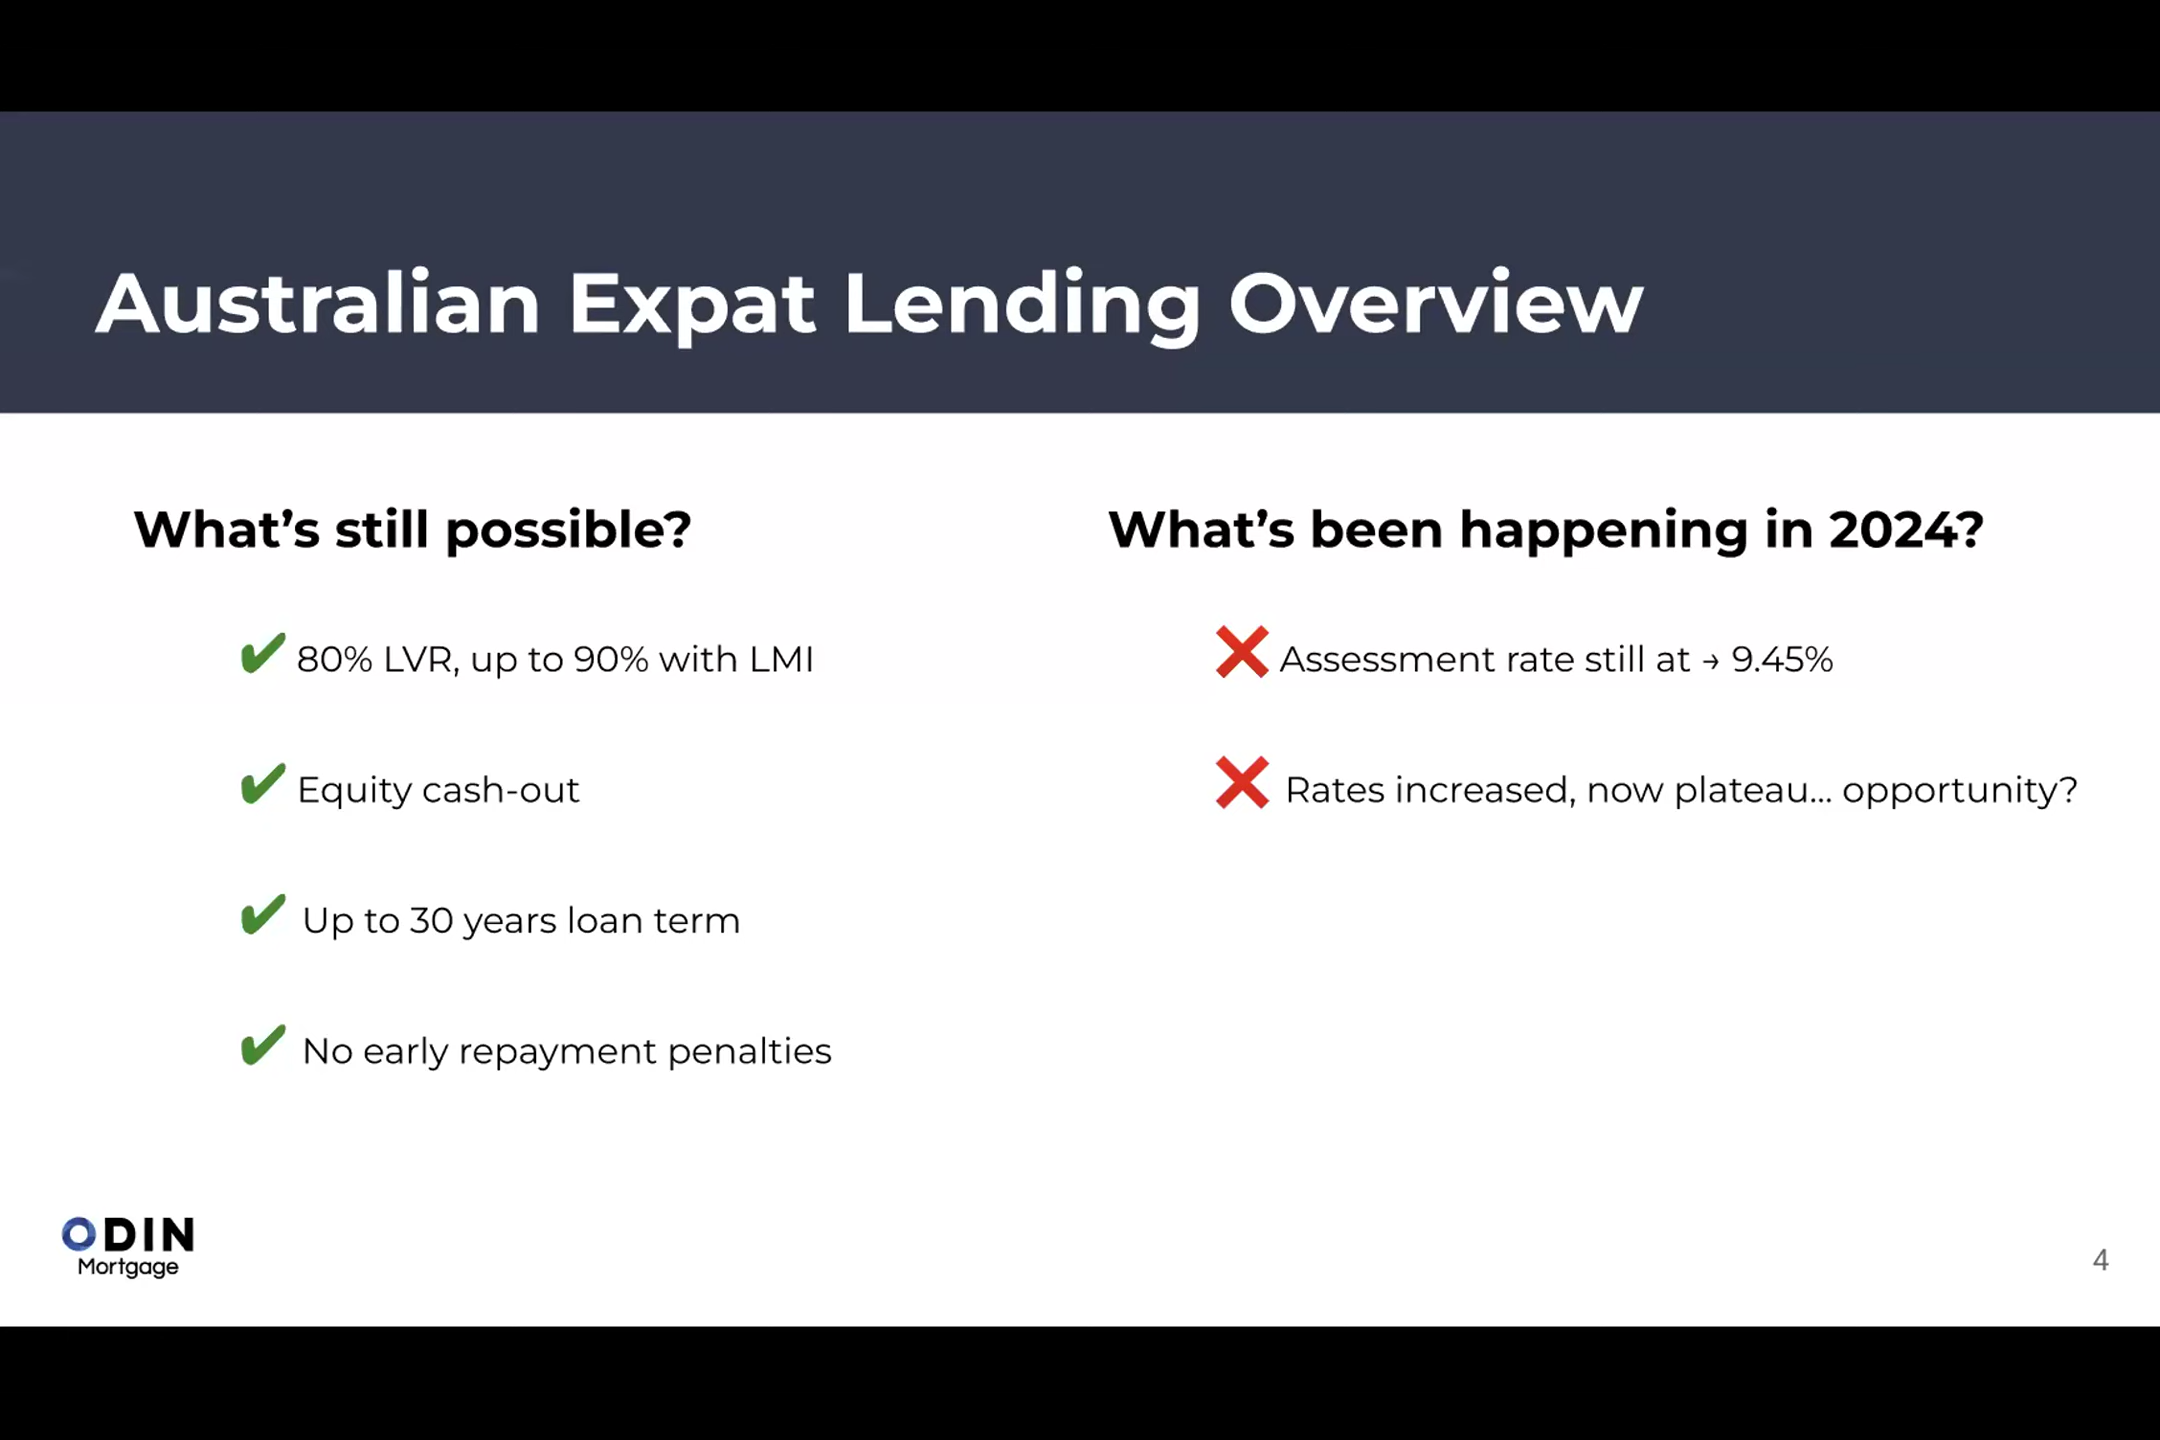 Australian Expat Lending Overview
What’s still possible?
✔ 80% LVR, up to 90% with LMI
✔ Equity cash-out
✔ Up to 30 years loan term
✔ No early repayment penalties
What’s been happening in 2024?
❌ Assessment rate still at → 9.45%
❌ Rates increased, now plateau... opportunity?
ODIN
Mortgage
4